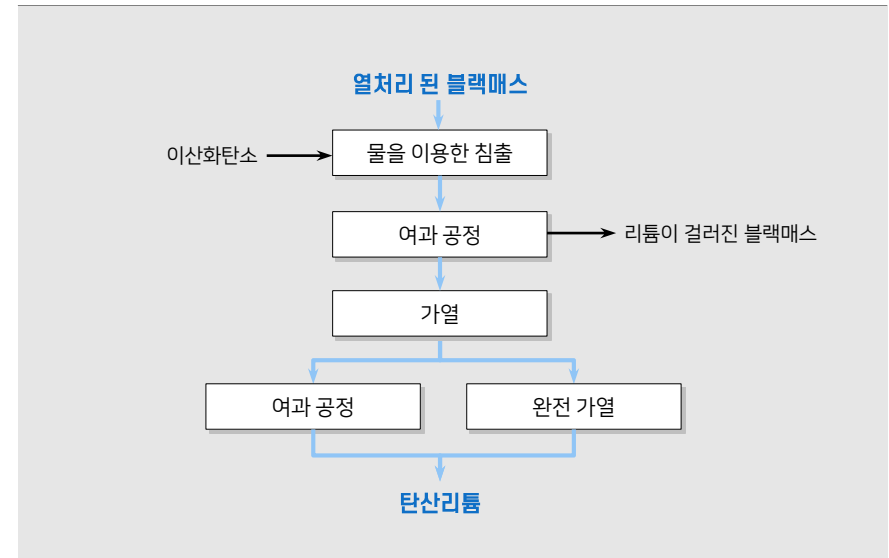 열처리 된 블랙매스
이산화탄소
물을 이용한 침출
여과 공정
리튬이 걸러진 블랙매스
가열
여과 공정
완전 가열
탄산리튬